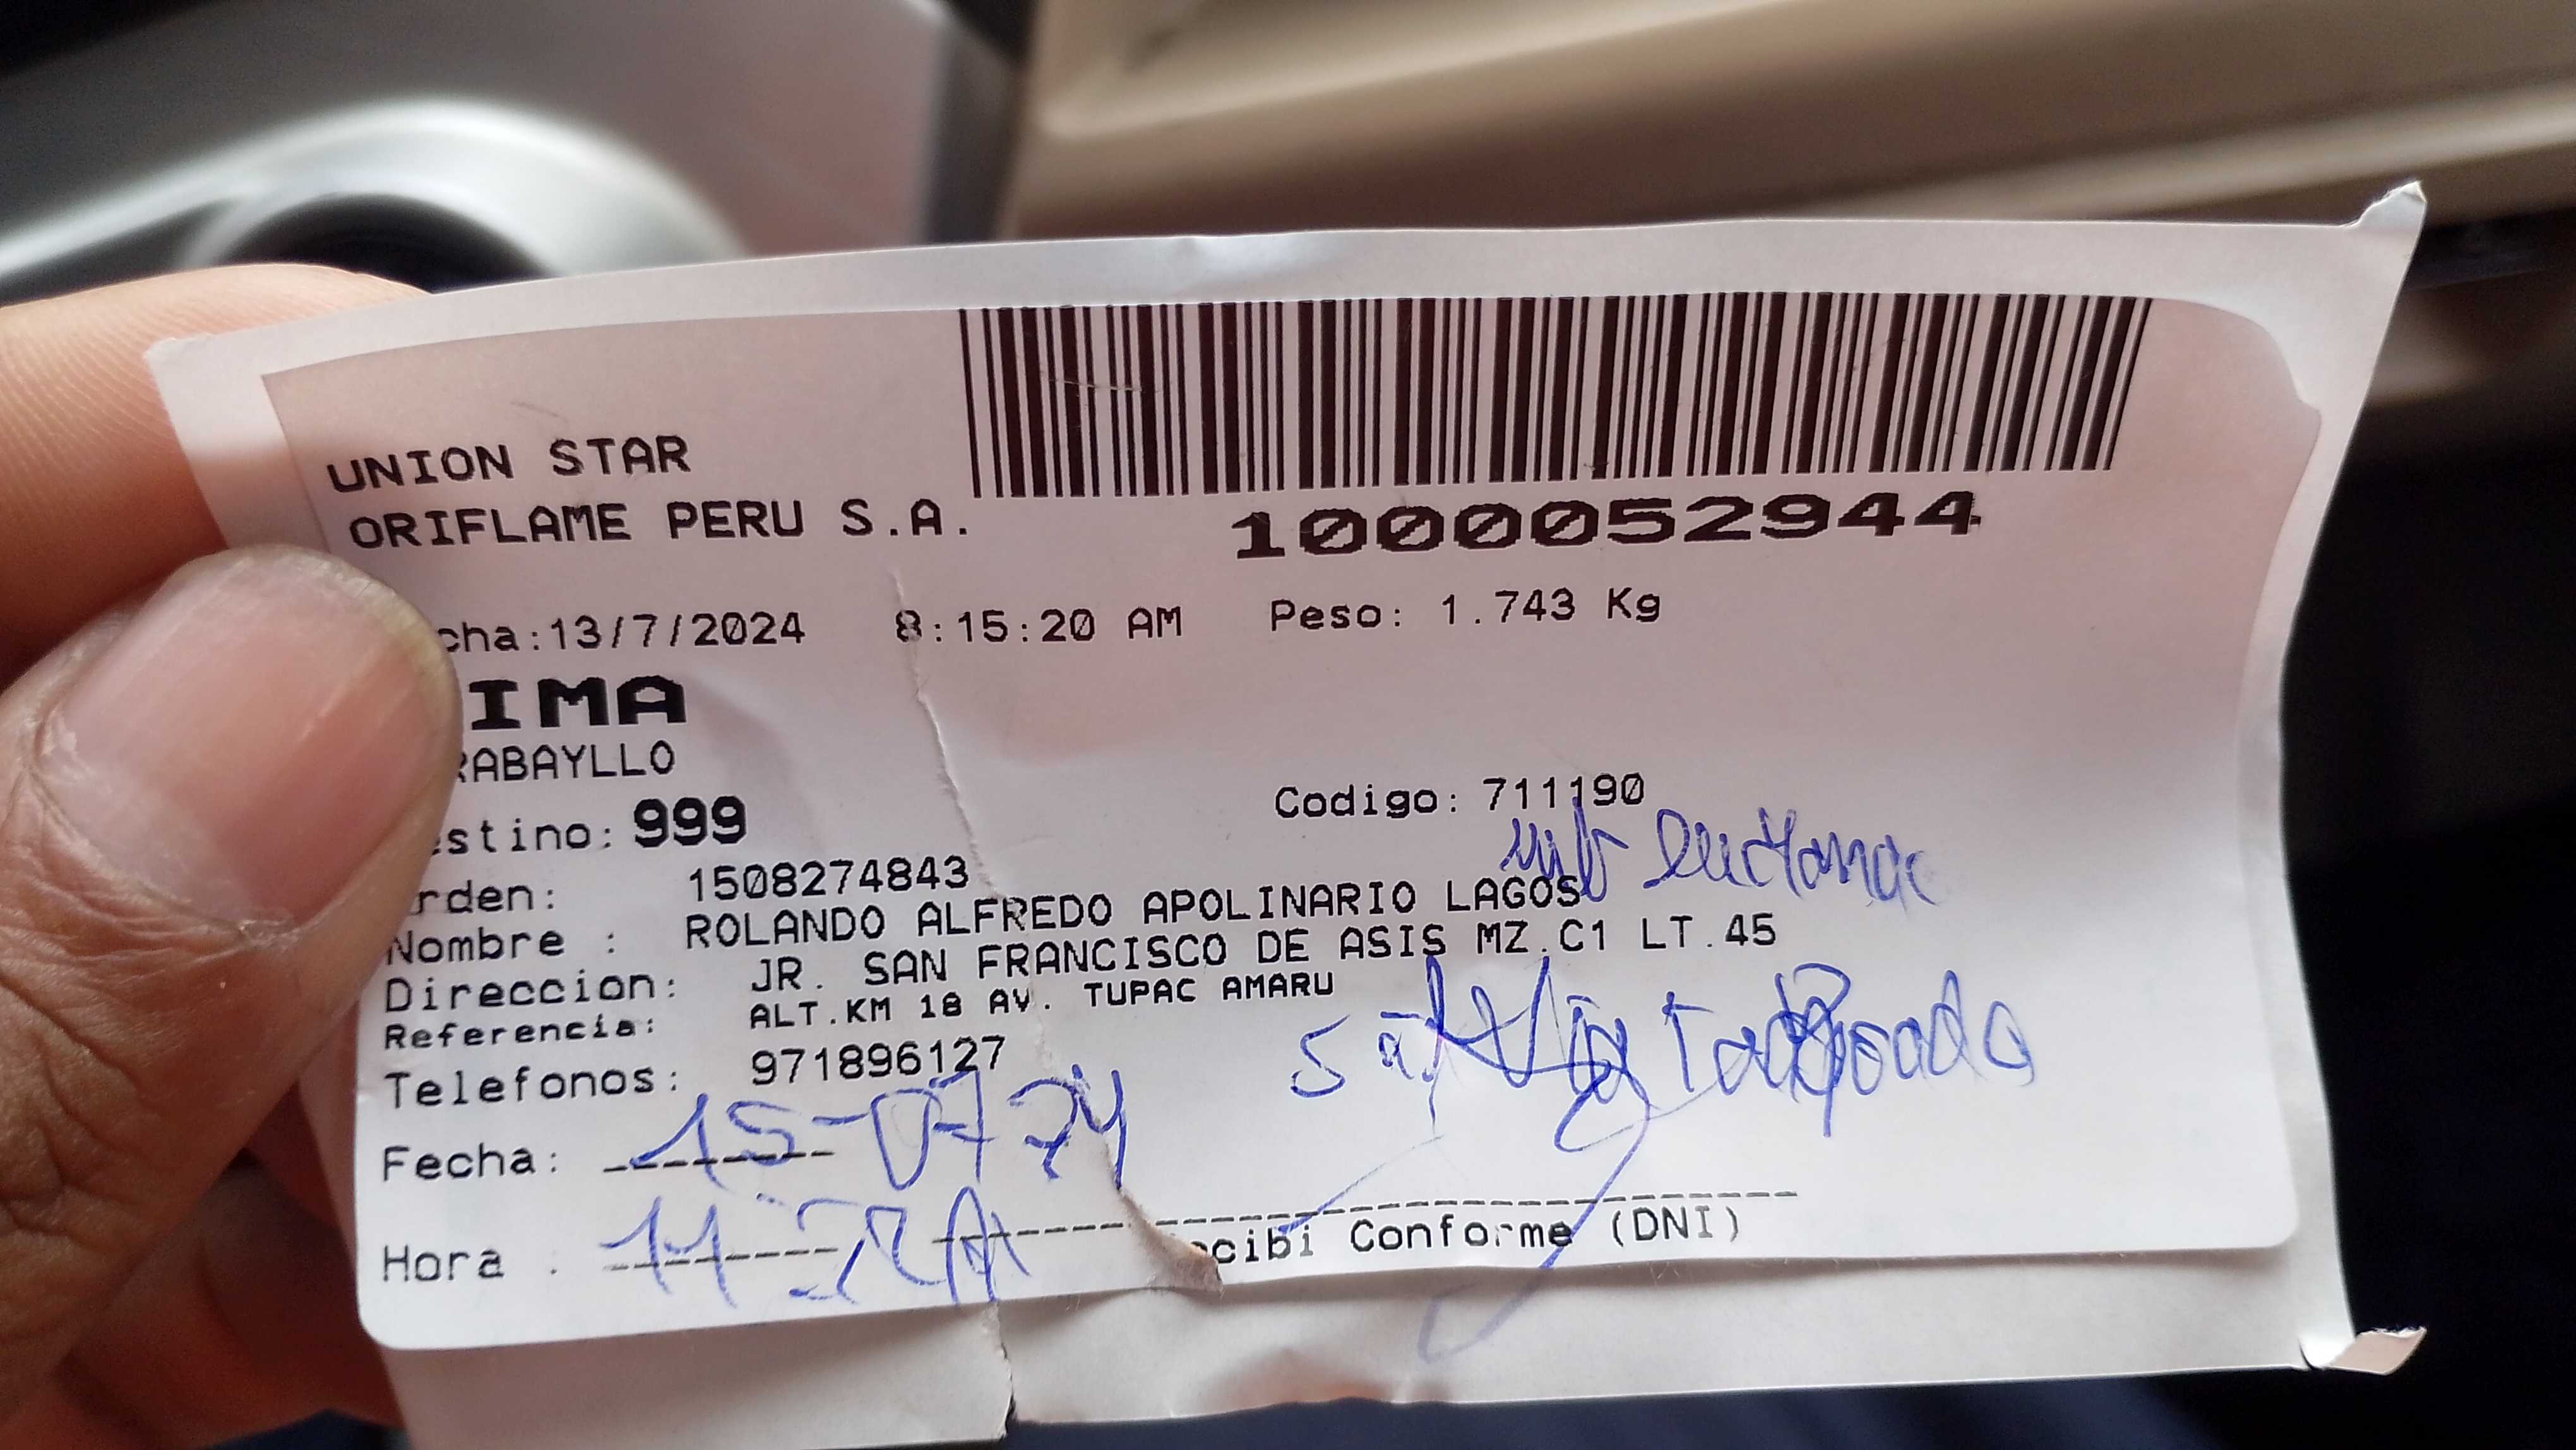 UNION STAR
ORIFLAME PERU S.A.
1000052944
cha:13/7/2024 8:15:20 AM Peso: 1.743 Kg
IMA
RABAYLLO
estino: 999
Codigo: 711190
rden: 1508274843
Nombre : ROLANDO ALFREDO APOLINARIO LAGOS
Direccion: JR. SAN FRANCISCO DE ASIS MZ.C1 LT.45
Referencia: ALT.KM 18 AV. TUPAC AMARU
Telefonos: 971896127
Fecha: 15-07 24
Hora : 11
cibi Conforme (DNI)